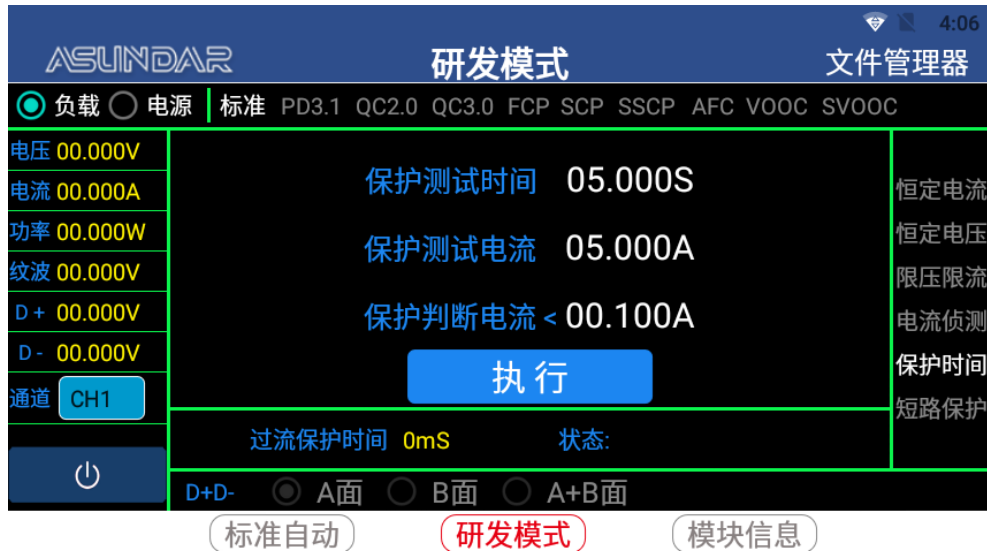 4:06
ASUNDAR 研发模式 文件管理器
负载 电源 标准 PD3.1 QC2.0 QC3.0 FCP SCP SSCP AFC VOOC SVOOC
电压 00.000V
电流 00.000A
功率 00.000W
纹波 00.000V
D+ 00.000V
D- 00.000V
通道 CH1
保护测试时间 05.000S
保护测试电流 05.000A
保护判断电流 < 00.100A
执行
过流保护时间 0mS 状态:
D+D- A面 B面 A+B面
恒定电流
恒定电压
限压限流
电流侦测
保护时间
短路保护
标准自动 研发模式 模块信息